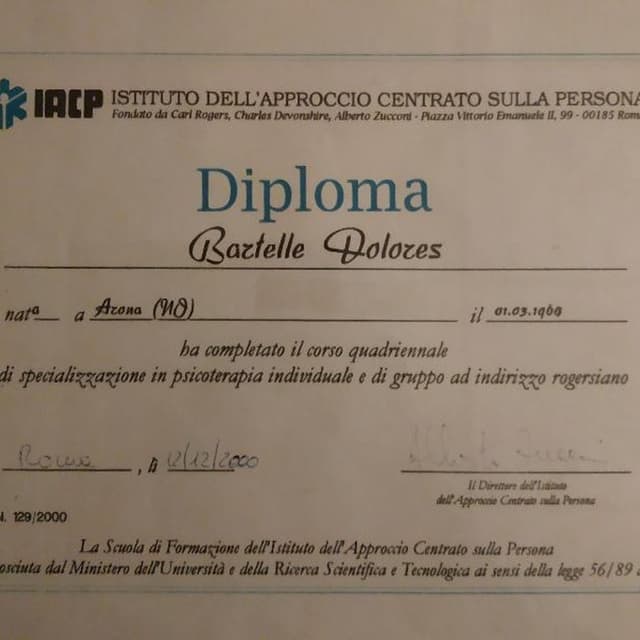 IACP ISTITUTO DELL'APPROCCIO CENTRATO SULLA PERSONA
Fondato da Carl Rogers, Charles Devonshire, Alberto Zucconi - Piazza Vittorio Emanuele II, 99 - 00185 Rom
Diploma
Bartelle Dolores
nata a Arona (NO) il 01.03.1960
ha completato il corso quadriennale
di specializzazione in psicoterapia individuale e di gruppo ad indirizzo rogersiano
Roma, li 12/12/2000
Il Direttore dell'Istituto
dell'Approccio Centrato sulla Persona
N. 129/2000
La Scuola di Formazione dell'Istituto dell'Approccio Centrato sulla Persona
osciuta dal Ministero dell'Università e della Ricerca Scientifica e Tecnologica ai sensi della legge 56/89